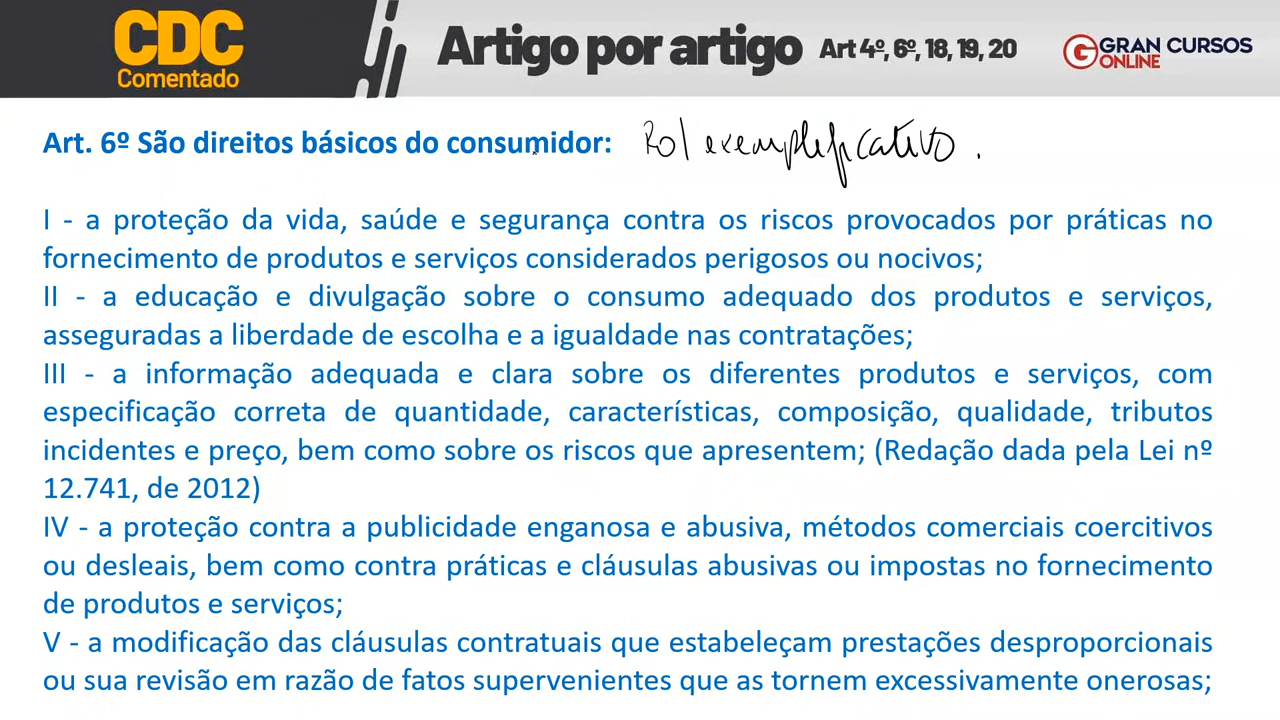 CDC
Comentado
Artigo por artigo Art 4º, 6º, 18, 19, 20
GRAN CURSOS
ONLINE
Art. 6º São direitos básicos do consumidor: Rol exemplificativo.
I - a proteção da vida, saúde e segurança contra os riscos provocados por práticas no
fornecimento de produtos e serviços considerados perigosos ou nocivos;
II - a educação e divulgação sobre o consumo adequado dos produtos e serviços,
asseguradas a liberdade de escolha e a igualdade nas contratações;
III - a informação adequada e clara sobre os diferentes produtos e serviços, com
especificação correta de quantidade, características, composição, qualidade, tributos
incidentes e preço, bem como sobre os riscos que apresentem; (Redação dada pela Lei nº
12.741, de 2012)
IV - a proteção contra a publicidade enganosa e abusiva, métodos comerciais coercitivos
ou desleais, bem como contra práticas e cláusulas abusivas ou impostas no fornecimento
de produtos e serviços;
V - a modificação das cláusulas contratuais que estabeleçam prestações desproporcionais
ou sua revisão em razão de fatos supervenientes que as tornem excessivamente onerosas;